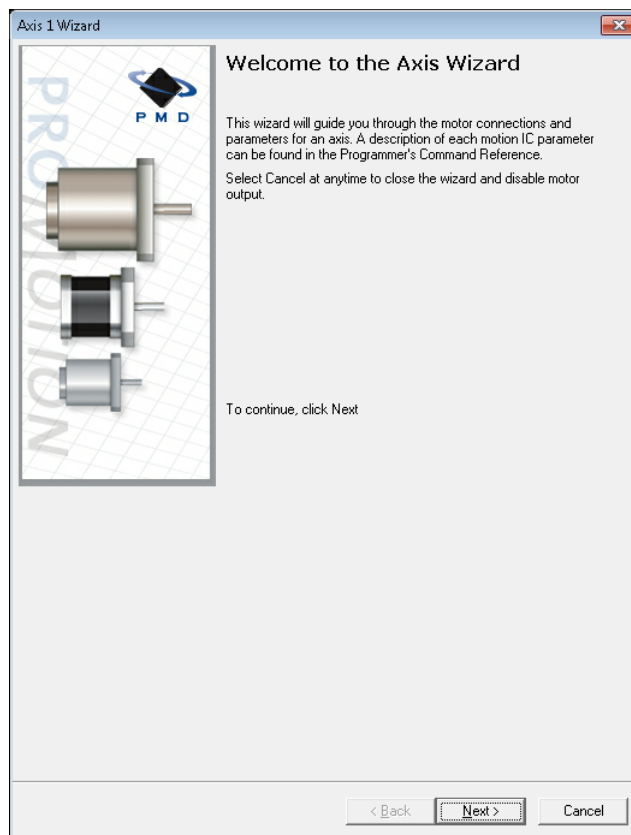 Axis 1 Wizard
PMD
PROMOTION
Welcome to the Axis Wizard
This wizard will guide you through the motor connections and
parameters for an axis. A description of each motion IC parameter
can be found in the Programmer's Command Reference.
Select Cancel at anytime to close the wizard and disable motor
output.
To continue, click Next
< Back
Next >
Cancel